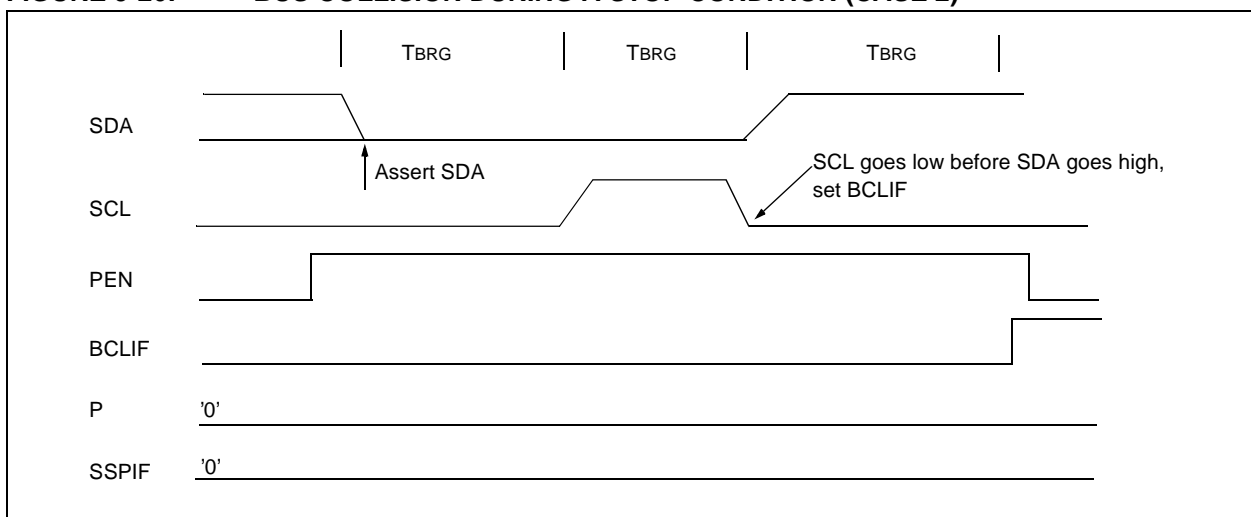 TBRG TBRG TBRG
SDA
Assert SDA
SCL goes low before SDA goes high,
set BCLIF
SCL
PEN
BCLIF
P '0'
SSPIF '0'